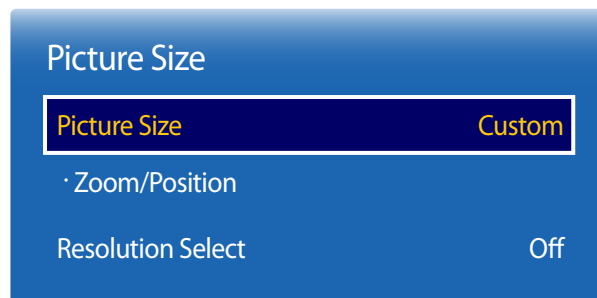 Picture Size
Picture Size Custom
· Zoom/Position
Resolution Select Off